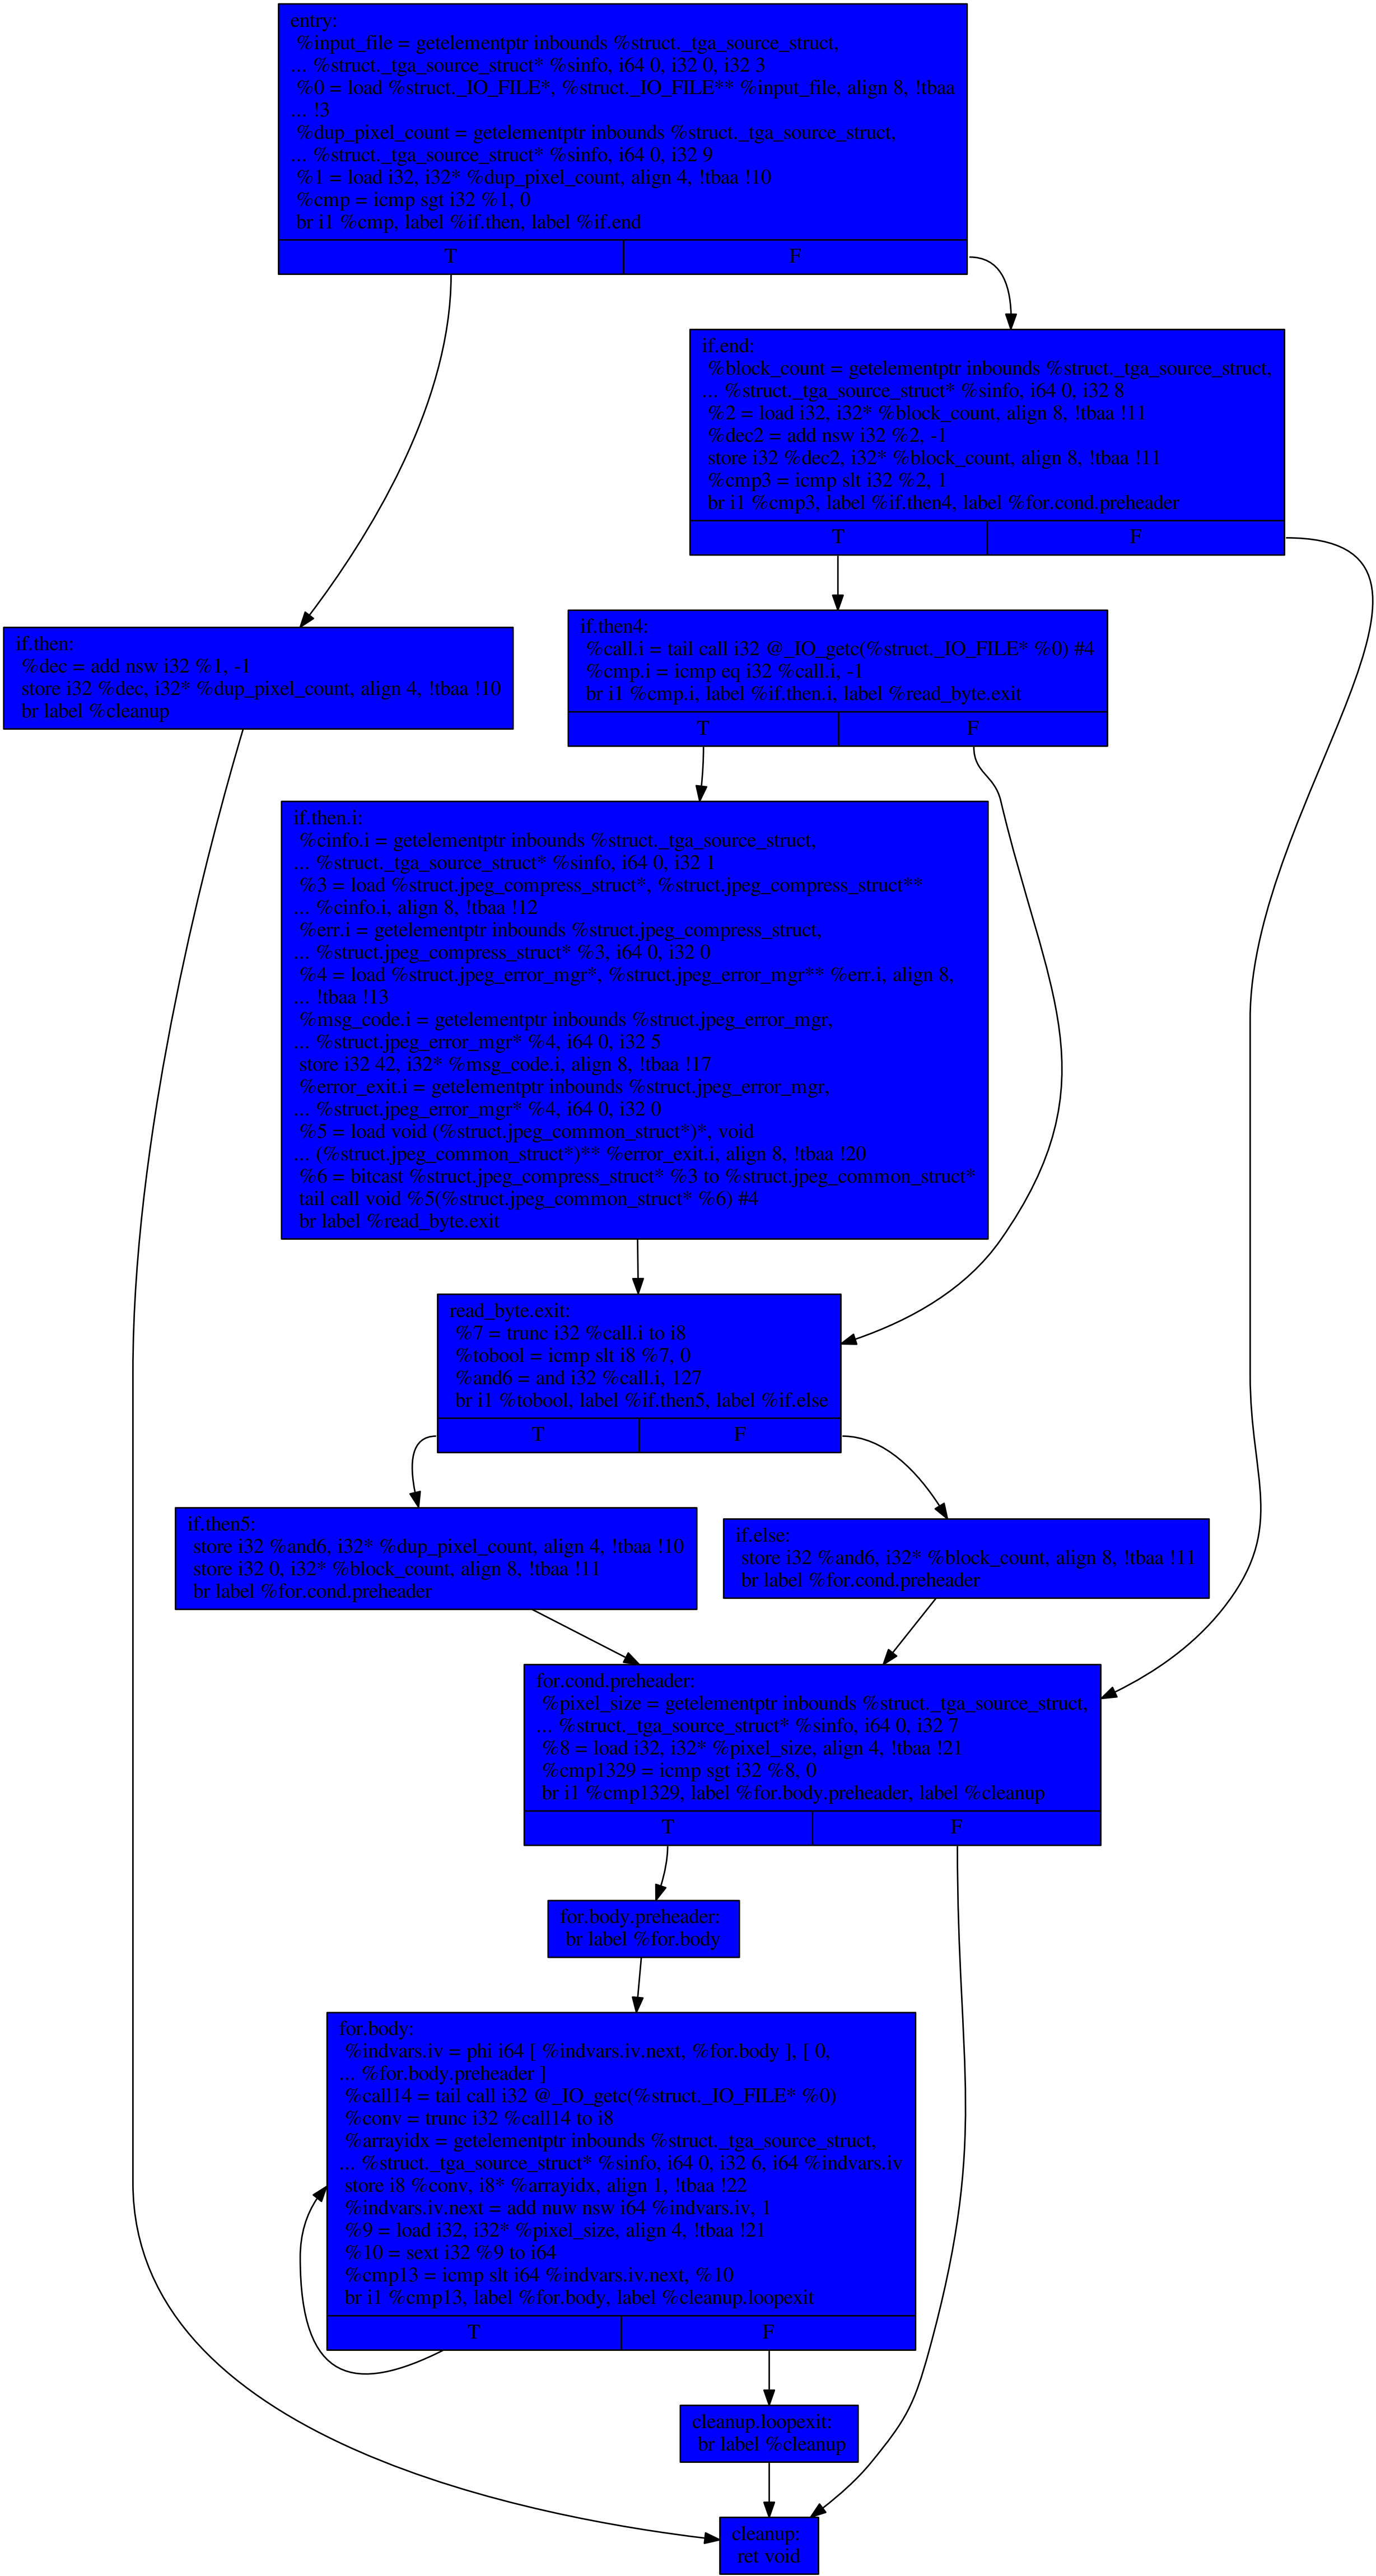 entry:
%input_file = getelementptr inbounds %struct._tga_source_struct,
... %struct._tga_source_struct* %sinfo, i64 0, i32 0, i32 3
%0 = load %struct._IO_FILE*, %struct._IO_FILE** %input_file, align 8, !tbaa
... !3
%dup_pixel_count = getelementptr inbounds %struct._tga_source_struct,
... %struct._tga_source_struct* %sinfo, i64 0, i32 9
%1 = load i32, i32* %dup_pixel_count, align 4, !tbaa !10
%cmp = icmp sgt i32 %1, 0
br i1 %cmp, label %if.then, label %if.end
T
F
if.end:
%block_count = getelementptr inbounds %struct._tga_source_struct,
... %struct._tga_source_struct* %sinfo, i64 0, i32 8
%2 = load i32, i32* %block_count, align 8, !tbaa !11
%dec2 = add nsw i32 %2, -1
store i32 %dec2, i32* %block_count, align 8, !tbaa !11
%cmp3 = icmp slt i32 %2, 1
br i1 %cmp3, label %if.then4, label %for.cond.preheader
T
F
if.then:
%dec = add nsw i32 %1, -1
store i32 %dec, i32* %dup_pixel_count, align 4, !tbaa !10
br label %cleanup
if.then4:
%call.i = tail call i32 @_IO_getc(%struct._IO_FILE* %0) #4
%cmp.i = icmp eq i32 %call.i, -1
br i1 %cmp.i, label %if.then.i, label %read_byte.exit
T
F
if.then.i:
%cinfo.i = getelementptr inbounds %struct._tga_source_struct,
... %struct._tga_source_struct* %sinfo, i64 0, i32 1
%3 = load %struct.jpeg_compress_struct*, %struct.jpeg_compress_struct**
... %cinfo.i, align 8, !tbaa !12
%err.i = getelementptr inbounds %struct.jpeg_compress_struct,
... %struct.jpeg_compress_struct* %3, i64 0, i32 0
%4 = load %struct.jpeg_error_mgr*, %struct.jpeg_error_mgr** %err.i, align 8,
... !tbaa !13
%msg_code.i = getelementptr inbounds %struct.jpeg_error_mgr,
... %struct.jpeg_error_mgr* %4, i64 0, i32 5
store i32 42, i32* %msg_code.i, align 8, !tbaa !17
%error_exit.i = getelementptr inbounds %struct.jpeg_error_mgr,
... %struct.jpeg_error_mgr* %4, i64 0, i32 0
%5 = load void (%struct.jpeg_common_struct*)*, void
... (%struct.jpeg_common_struct*)** %error_exit.i, align 8, !tbaa !20
%6 = bitcast %struct.jpeg_compress_struct* %3 to %struct.jpeg_common_struct*
tail call void %5(%struct.jpeg_common_struct* %6) #4
br label %read_byte.exit
read_byte.exit:
%7 = trunc i32 %call.i to i8
%tobool = icmp slt i8 %7, 0
%and6 = and i32 %call.i, 127
br i1 %tobool, label %if.then5, label %if.else
T
F
if.then5:
store i32 %and6, i32* %dup_pixel_count, align 4, !tbaa !10
store i32 0, i32* %block_count, align 8, !tbaa !11
br label %for.cond.preheader
if.else:
store i32 %and6, i32* %block_count, align 8, !tbaa !11
br label %for.cond.preheader
for.cond.preheader:
%pixel_size = getelementptr inbounds %struct._tga_source_struct,
... %struct._tga_source_struct* %sinfo, i64 0, i32 7
%8 = load i32, i32* %pixel_size, align 4, !tbaa !21
%cmp1329 = icmp sgt i32 %8, 0
br i1 %cmp1329, label %for.body.preheader, label %cleanup
T
F
for.body.preheader:
br label %for.body
for.body:
%indvars.iv = phi i64 [ %indvars.iv.next, %for.body ], [ 0,
... %for.body.preheader ]
%call14 = tail call i32 @_IO_getc(%struct._IO_FILE* %0)
%conv = trunc i32 %call14 to i8
%arrayidx = getelementptr inbounds %struct._tga_source_struct,
... %struct._tga_source_struct* %sinfo, i64 0, i32 6, i64 %indvars.iv
store i8 %conv, i8* %arrayidx, align 1, !tbaa !22
%indvars.iv.next = add nuw nsw i64 %indvars.iv, 1
%9 = load i32, i32* %pixel_size, align 4, !tbaa !21
%10 = sext i32 %9 to i64
%cmp13 = icmp slt i64 %indvars.iv.next, %10
br i1 %cmp13, label %for.body, label %cleanup.loopexit
T
F
cleanup.loopexit:
br label %cleanup
cleanup:
ret void